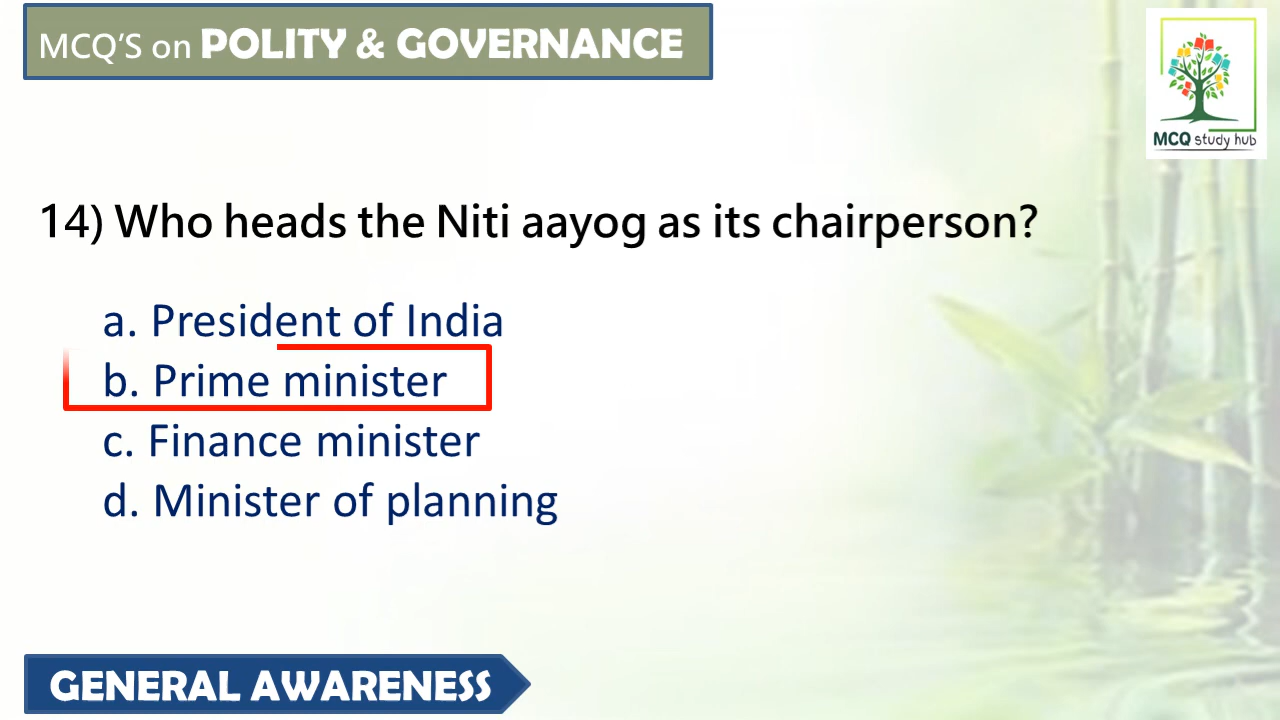 MCQ'S on POLITY & GOVERNANCE
MCQ study hub
14) Who heads the Niti aayog as its chairperson?
a. President of India
b. Prime minister
c. Finance minister
d. Minister of planning
GENERAL AWARENESS